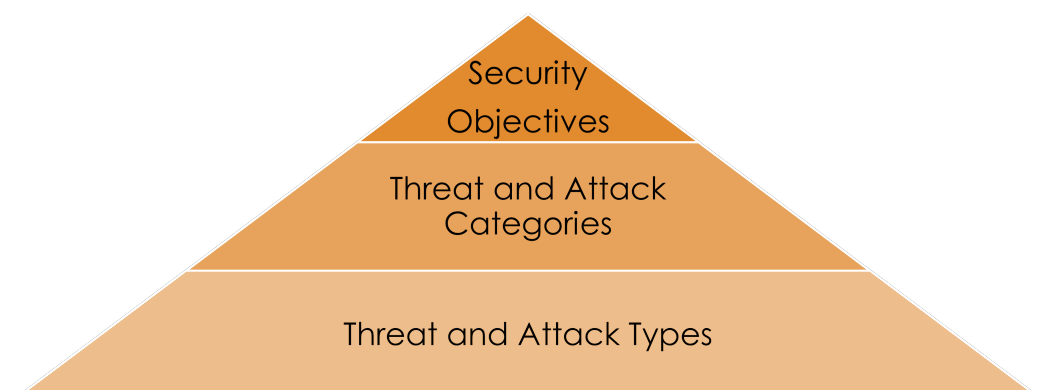 Security
Objectives
Threat and Attack
Categories
Threat and Attack Types